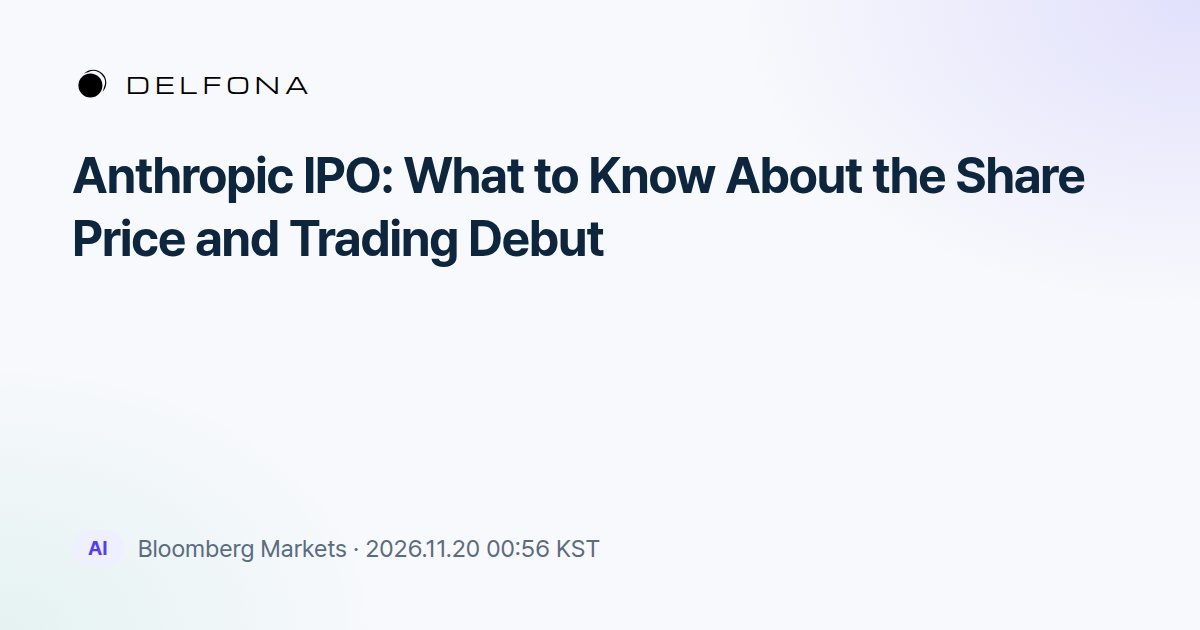 DELFONA
Anthropic IPO: What to Know About the Share
Price and Trading Debut
AI Bloomberg Markets · 2026.11.20 00:56 KST